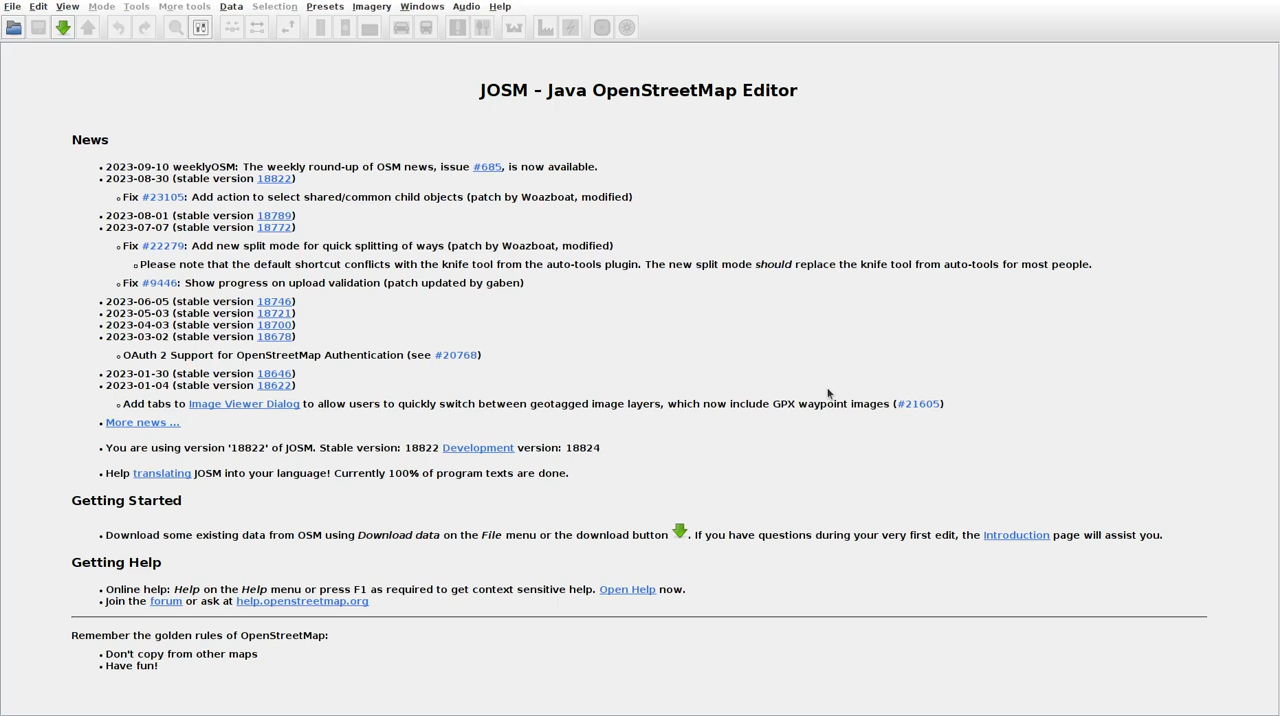 File Edit View Mode Tools More tools Data Selection Presets Imagery Windows Audio Help
JOSM – Java OpenStreetMap Editor
News
2023-09-10 weeklyOSM: The weekly round-up of OSM news, issue #685, is now available.
2023-08-30 (stable version 18822)
Fix #23105: Add action to select shared/common child objects (patch by Woazboat, modified)
2023-08-01 (stable version 18789)
2023-07-07 (stable version 18772)
Fix #22279: Add new split mode for quick splitting of ways (patch by Woazboat, modified)
Please note that the default shortcut conflicts with the knife tool from the auto-tools plugin. The new split mode should replace the knife tool from auto-tools for most people.
Fix #9446: Show progress on upload validation (patch updated by gaben)
2023-06-05 (stable version 18746)
2023-05-03 (stable version 18721)
2023-04-03 (stable version 18700)
2023-03-02 (stable version 18678)
OAuth 2 Support for OpenStreetMap Authentication (see #20768)
2023-01-30 (stable version 18646)
2023-01-04 (stable version 18622)
Add tabs to Image Viewer Dialog to allow users to quickly switch between geotagged image layers, which now include GPX waypoint images (#21605)
More news ...
You are using version '18822' of JOSM. Stable version: 18822 Development version: 18824
Help translating JOSM into your language! Currently 100% of program texts are done.
Getting Started
Download some existing data from OSM using Download data on the File menu or the download button . If you have questions during your very first edit, the Introduction page will assist you.
Getting Help
Online help: Help on the Help menu or press F1 as required to get context sensitive help. Open Help now.
Join the forum or ask at help.openstreetmap.org
Remember the golden rules of OpenStreetMap:
Don't copy from other maps
Have fun!